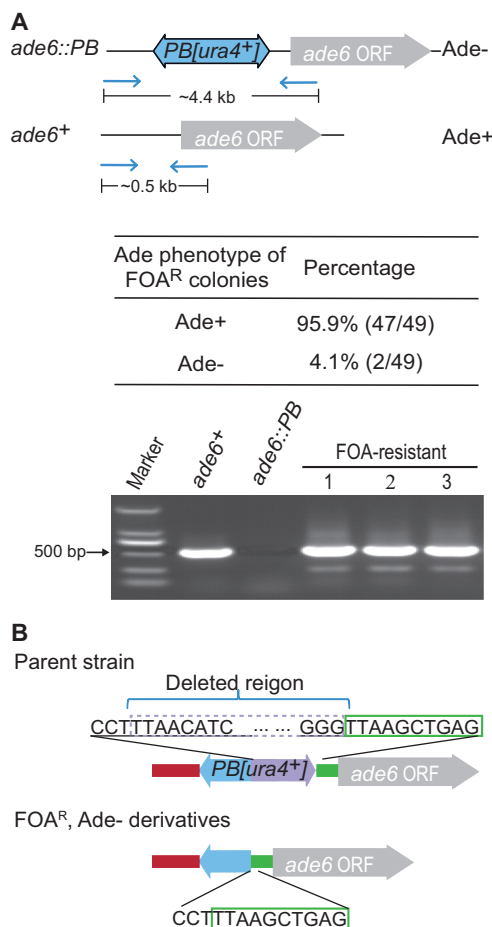 A
ade6::PB
PB[ura4+]
ade6 ORF
Ade-
~4.4 kb
ade6+
ade6 ORF
Ade+
~0.5 kb
Ade phenotype of FOA^R colonies
Percentage
Ade+
95.9% (47/49)
Ade-
4.1% (2/49)
Marker
ade6+
ade6::PB
FOA-resistant
1 2 3
500 bp
B
Parent strain
Deleted reigon
CCTTTAACATC ... ... GGGTTAAGCTGAG
PB[ura4+]
ade6 ORF
FOA^R, Ade- derivatives
ade6 ORF
CCTTTAAGCTGAG